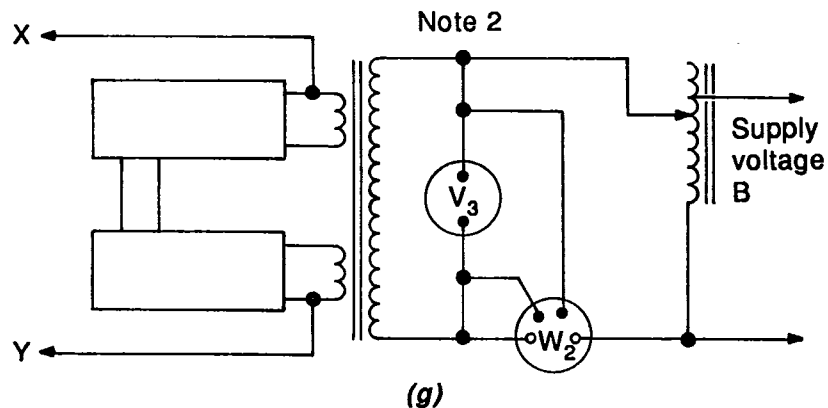 Note 2
X
Supply
voltage
B
V₃
W₂
Y
(g)